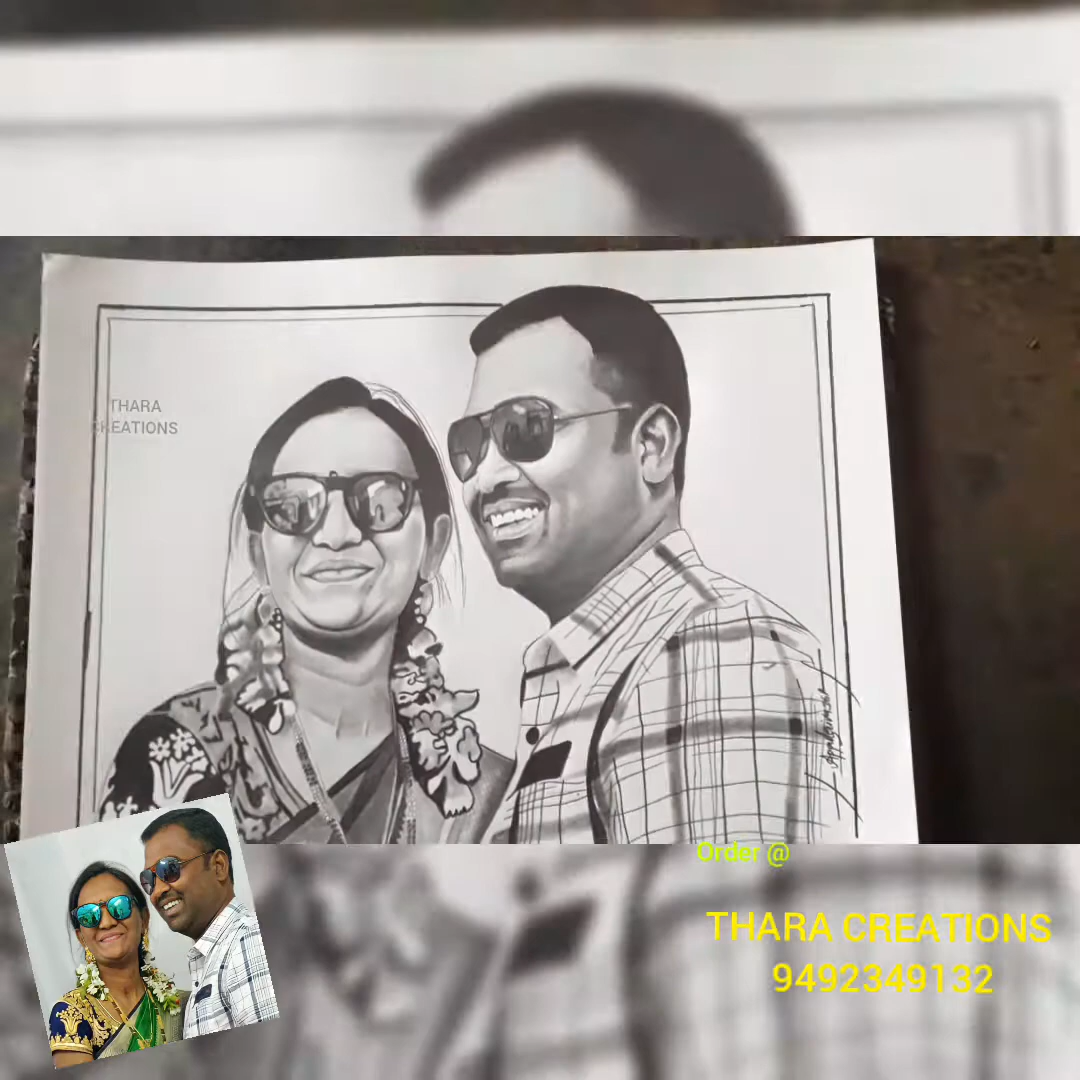 THARA
CREATIONS
Order @
THARA CREATIONS
9492349132